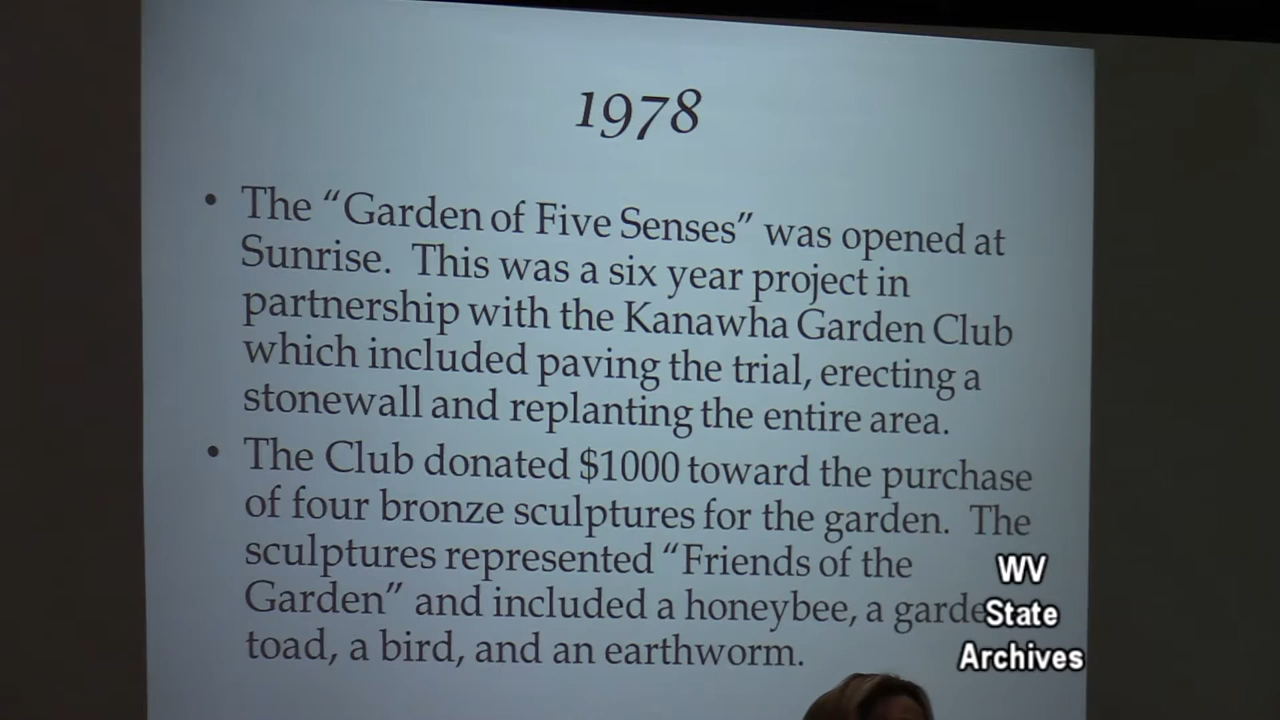 1978
• The “Garden of Five Senses” was opened at
Sunrise. This was a six year project in
partnership with the Kanawha Garden Club
which included paving the trial, erecting a
stonewall and replanting the entire area.
• The Club donated $1000 toward the purchase
of four bronze sculptures for the garden. The
sculptures represented “Friends of the
Garden” and included a honeybee, a garde
toad, a bird, and an earthworm.
WV
State
Archives